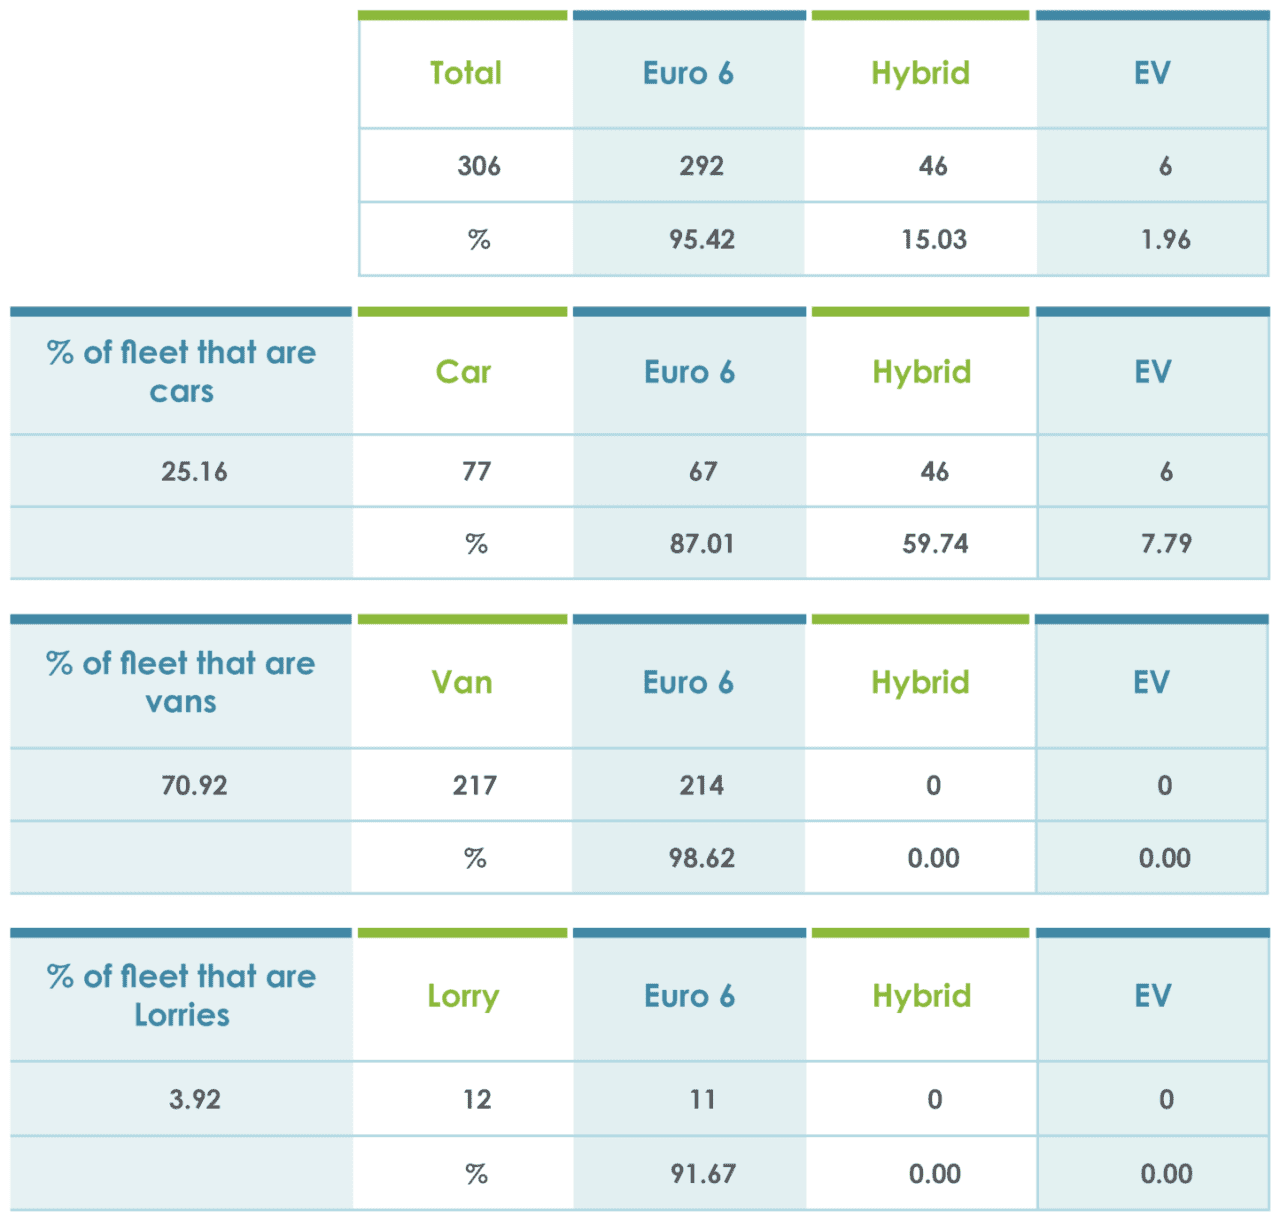 Total Euro 6 Hybrid EV
306 292 46 6
% 95.42 15.03 1.96
% of fleet that are
cars
Car Euro 6 Hybrid EV
25.16 77 67 46 6
% 87.01 59.74 7.79
% of fleet that are
vans
Van Euro 6 Hybrid EV
70.92 217 214 0 0
% 98.62 0.00 0.00
% of fleet that are
Lorries
Lorry Euro 6 Hybrid EV
3.92 12 11 0 0
% 91.67 0.00 0.00